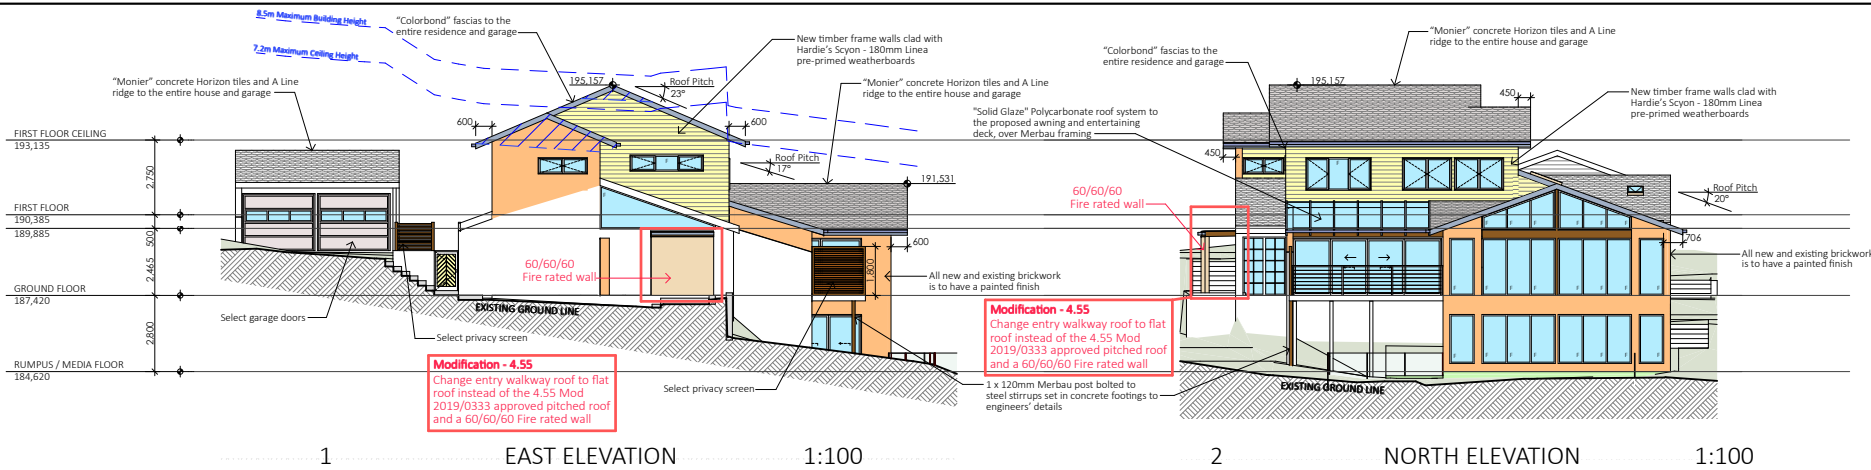 8.5m Maximum Building Height
7.2m Maximum Ceiling Height
"Colorbond" fascias to the
entire residence and garage
"Monier" concrete Horizon tiles and A Line
ridge to the entire house and garage
New timber frame walls clad with
Hardie's Scyon - 180mm Linea
pre-primed weatherboards
195,157
Roof Pitch
23°
"Monier" concrete Horizon tiles and A Line
ridge to the entire house and garage
600
600
Roof Pitch
17°
191,531
FIRST FLOOR CEILING
193,135
2,750
FIRST FLOOR
190,385
189,885
500
2,465
GROUND FLOOR
187,420
2,800
RUMPUS / MEDIA FLOOR
184,620
60/60/60
Fire rated wall
600
1,800
All new and existing brickwork
is to have a painted finish
EXISTING GROUND LINE
Select garage doors
Select privacy screen
Modification - 4.55
Change entry walkway roof to flat
roof instead of the 4.55 Mod
2019/0333 approved pitched roof
and a 60/60/60 Fire rated wall
Select privacy screen
1
EAST ELEVATION
1:100
"Monier" concrete Horizon tiles and A Line
ridge to the entire house and garage
"Colorbond" fascias to the
entire residence and garage
195,157
450
New timber frame walls clad with
Hardie's Scyon - 180mm Linea
pre-primed weatherboards
"Solid Glaze" Polycarbonate roof system to
the proposed awning and entertaining
deck, over Merbau framing
450
Roof Pitch
20°
60/60/60
Fire rated wall
706
All new and existing brickwork
is to have a painted finish
Modification - 4.55
Change entry walkway roof to flat
roof instead of the 4.55 Mod
2019/0333 approved pitched roof
and a 60/60/60 Fire rated wall
1 x 120mm Merbau post bolted to
steel stirrups set in concrete footings to
engineers' details
EXISTING GROUND LINE
2
NORTH ELEVATION
1:100